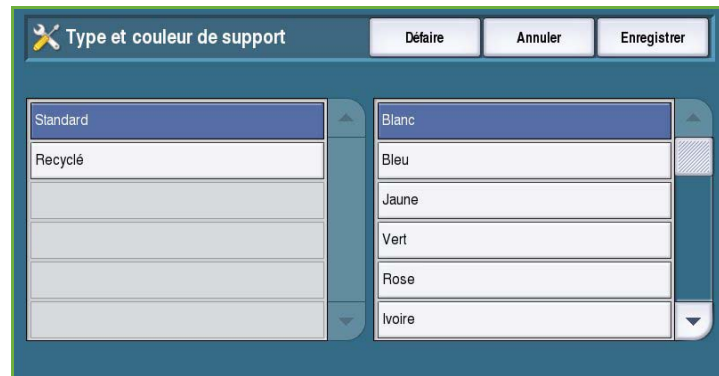 Type et couleur de support
Défaire
Annuler
Enregistrer
Standard
Recyclé
Blanc
Bleu
Jaune
Vert
Rose
Ivoire